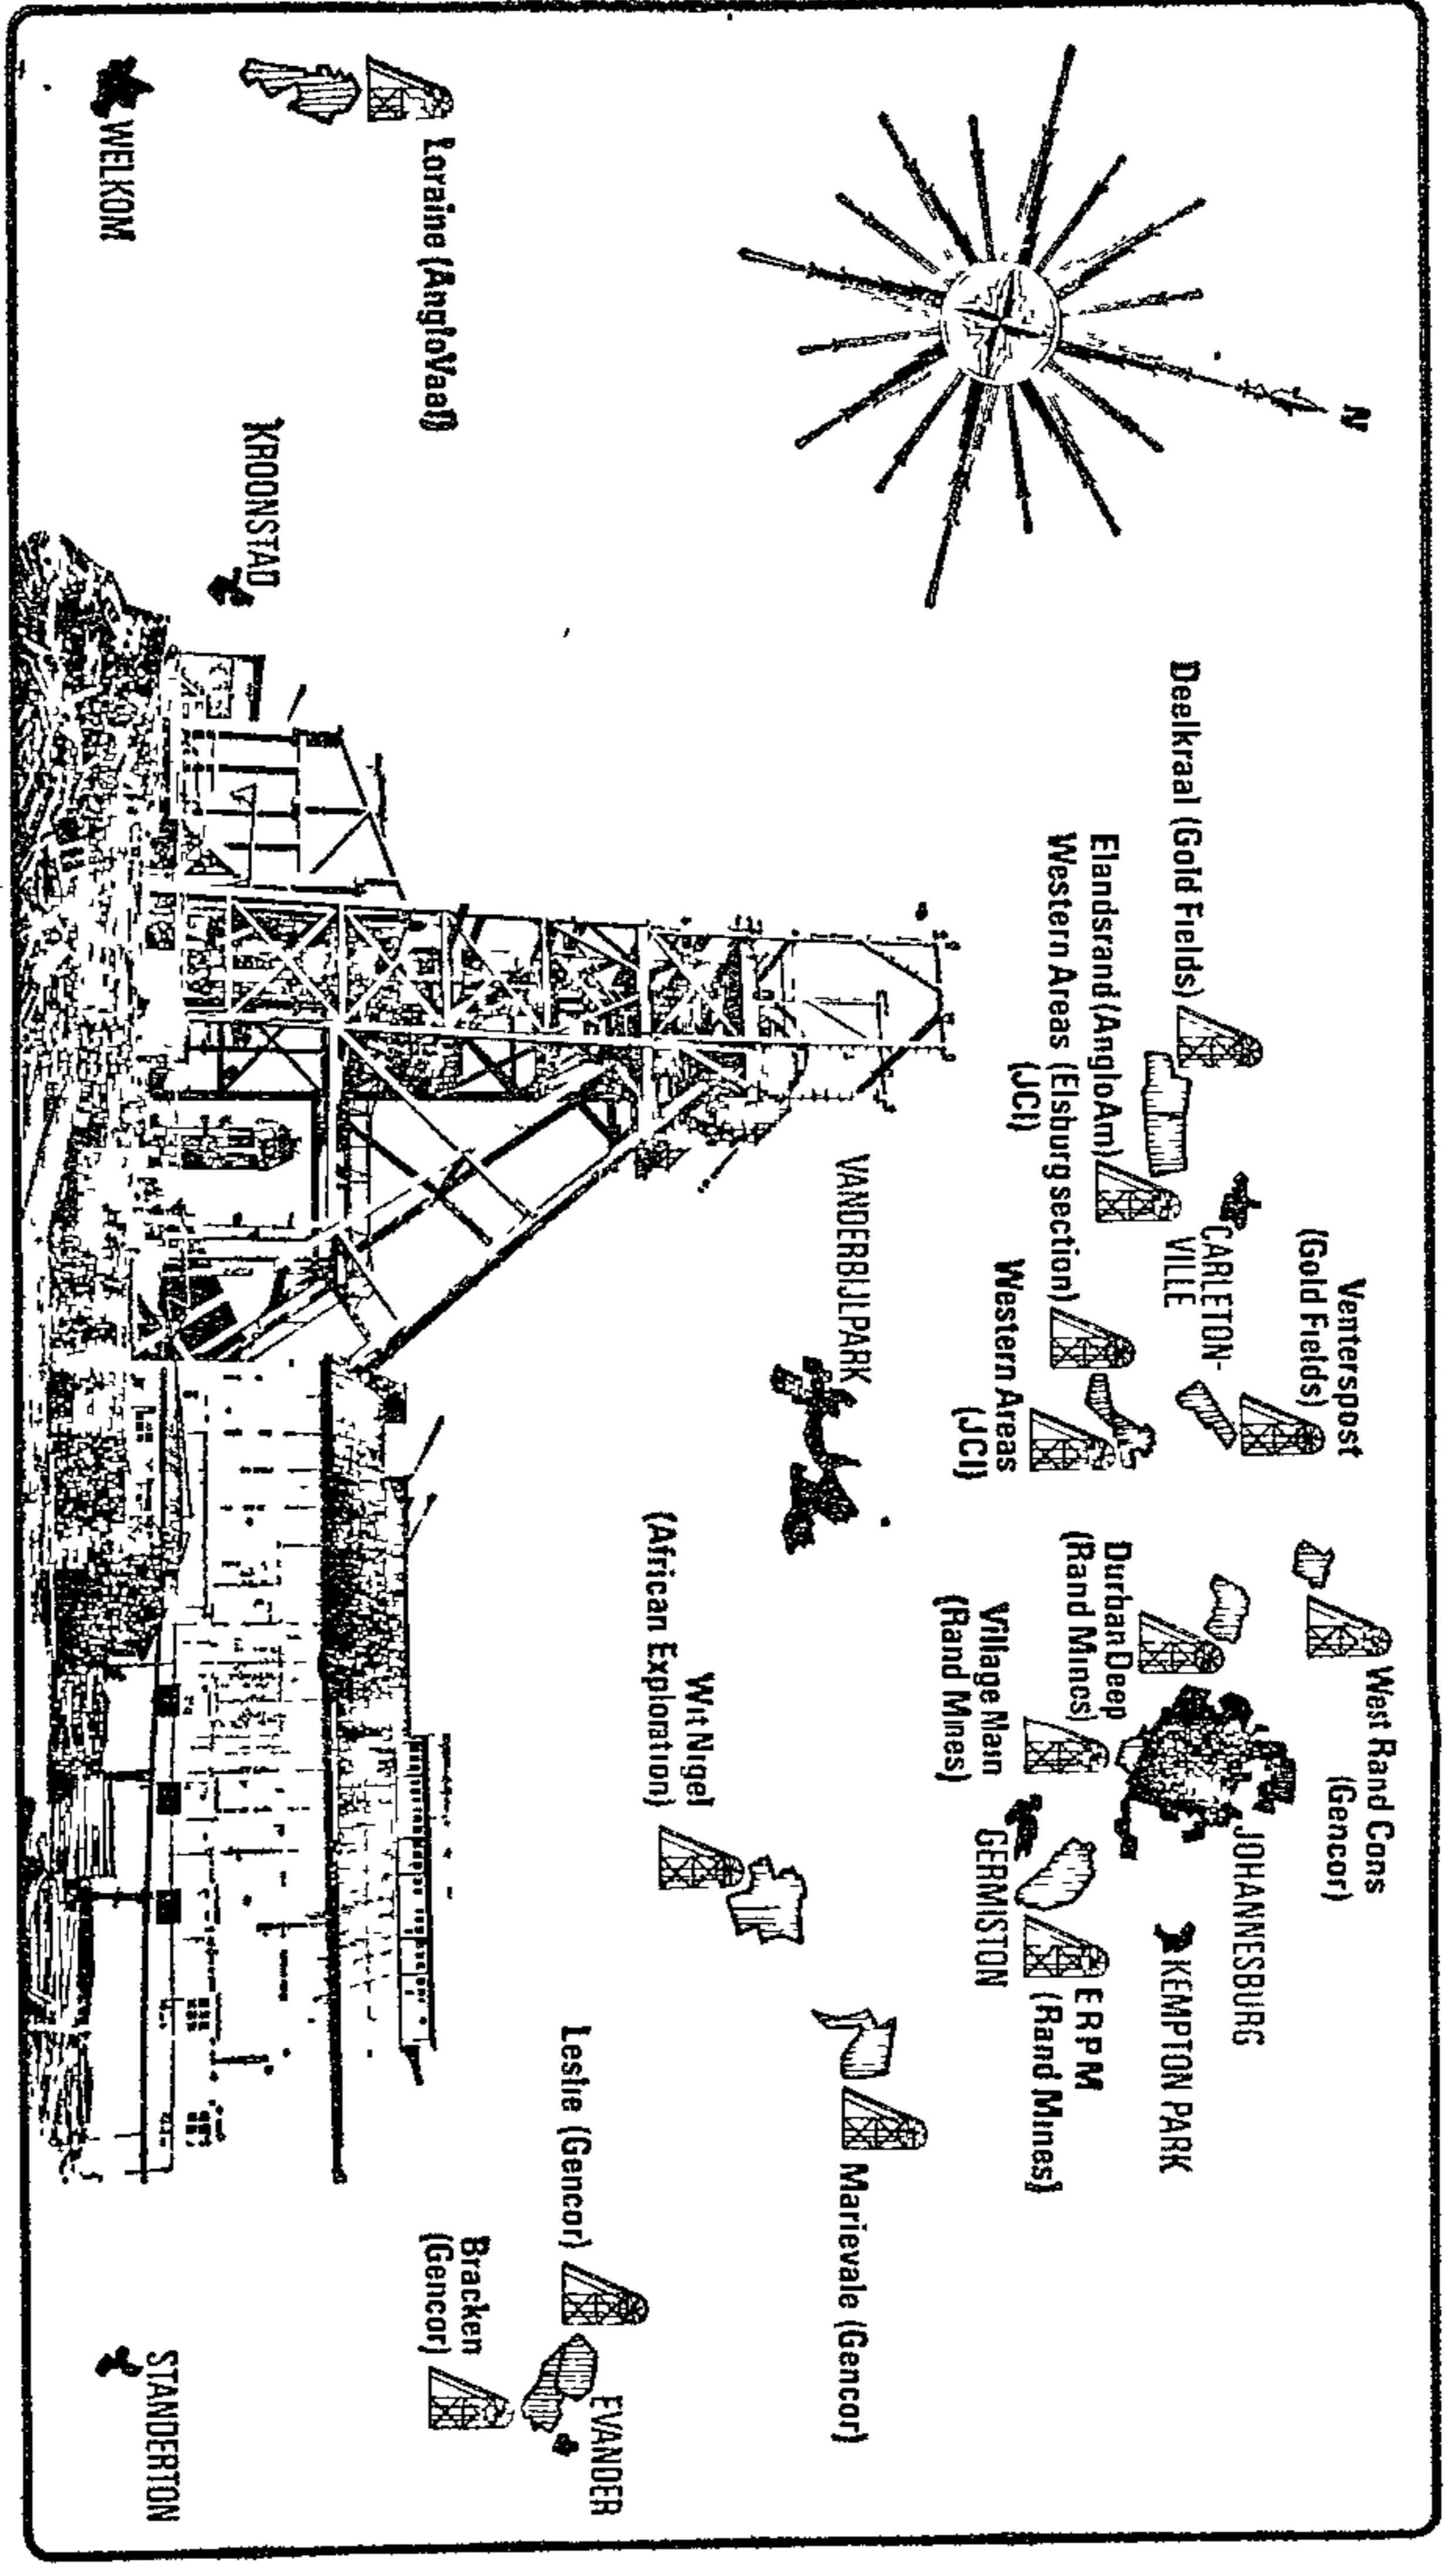 N
West Rand Cons
(Gencor)
Venterspost
(Gold Fields)
JOHANNESBURG
CARLETON-
VILLE
KEMPTON PARK
Deelkraal (Gold Fields)
Durban Deep
(Rand Mines)
Elandsrand (AngloAm)
Western Areas (Elsburg section)
(JCI)
ERPM
(Rand Mines)
Western Areas
(JCI)
Village Main
(Rand Mines)
GERMISTON
VANDERBIJLPARK
Marievale (Gencor)
Wit Nigel
(African Exploration)
Leslie (Gencor)
EVANDER
Bracken
(Gencor)
Loraine (AngloVaal)
KROONSTAD
WELKOM
STANDERTON